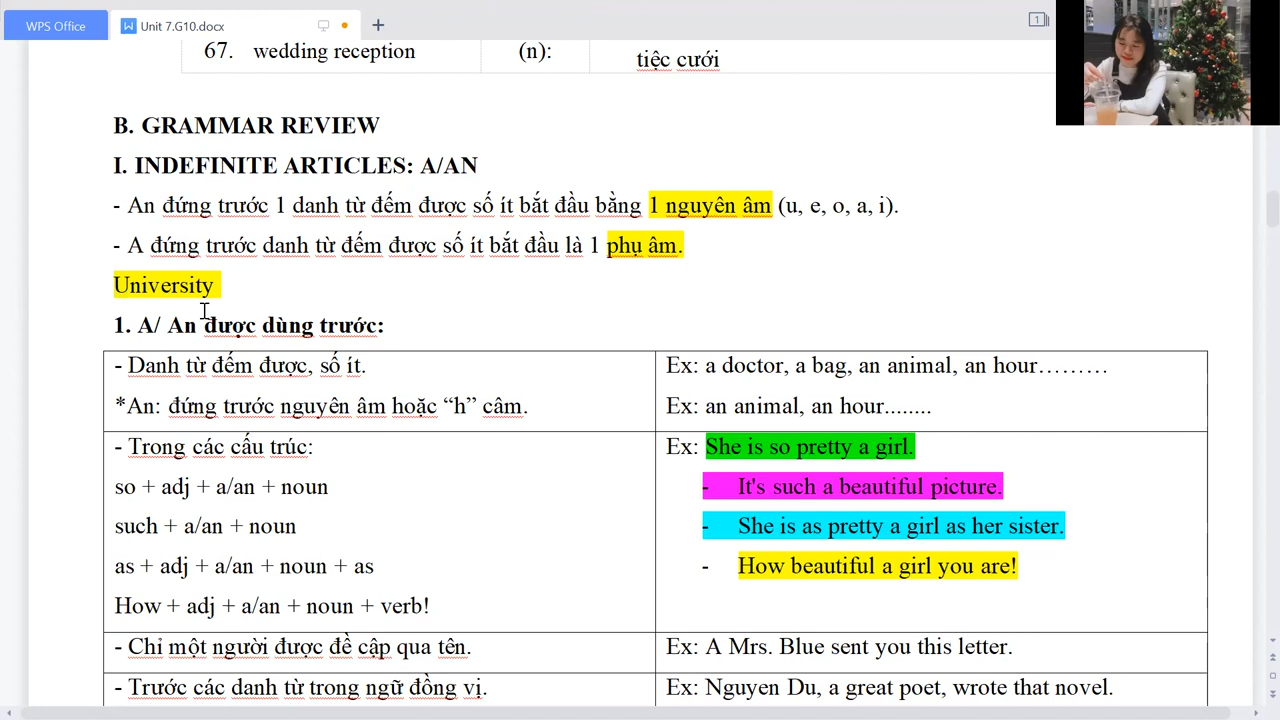 WPS Office
Unit 7.G10.docx
1
67. wedding reception (n): tiệc cưới
B. GRAMMAR REVIEW
I. INDEFINITE ARTICLES: A/AN
- An đứng trước 1 danh từ đếm được số ít bắt đầu bằng 1 nguyên âm (u, e, o, a, i).
- A đứng trước danh từ đếm được số ít bắt đầu là 1 phụ âm.
University
1. A/ An được dùng trước:
- Danh từ đếm được, số ít.
*An: đứng trước nguyên âm hoặc “h” câm.
Ex: a doctor, a bag, an animal, an hour………
Ex: an animal, an hour........
- Trong các cấu trúc:
so + adj + a/an + noun
such + a/an + noun
as + adj + a/an + noun + as
How + adj + a/an + noun + verb!
Ex: She is so pretty a girl.
- It's such a beautiful picture.
- She is as pretty a girl as her sister.
- How beautiful a girl you are!
- Chỉ một người được đề cập qua tên.
Ex: A Mrs. Blue sent you this letter.
- Trước các danh từ trong ngữ đồng vị.
Ex: Nguyen Du, a great poet, wrote that novel.